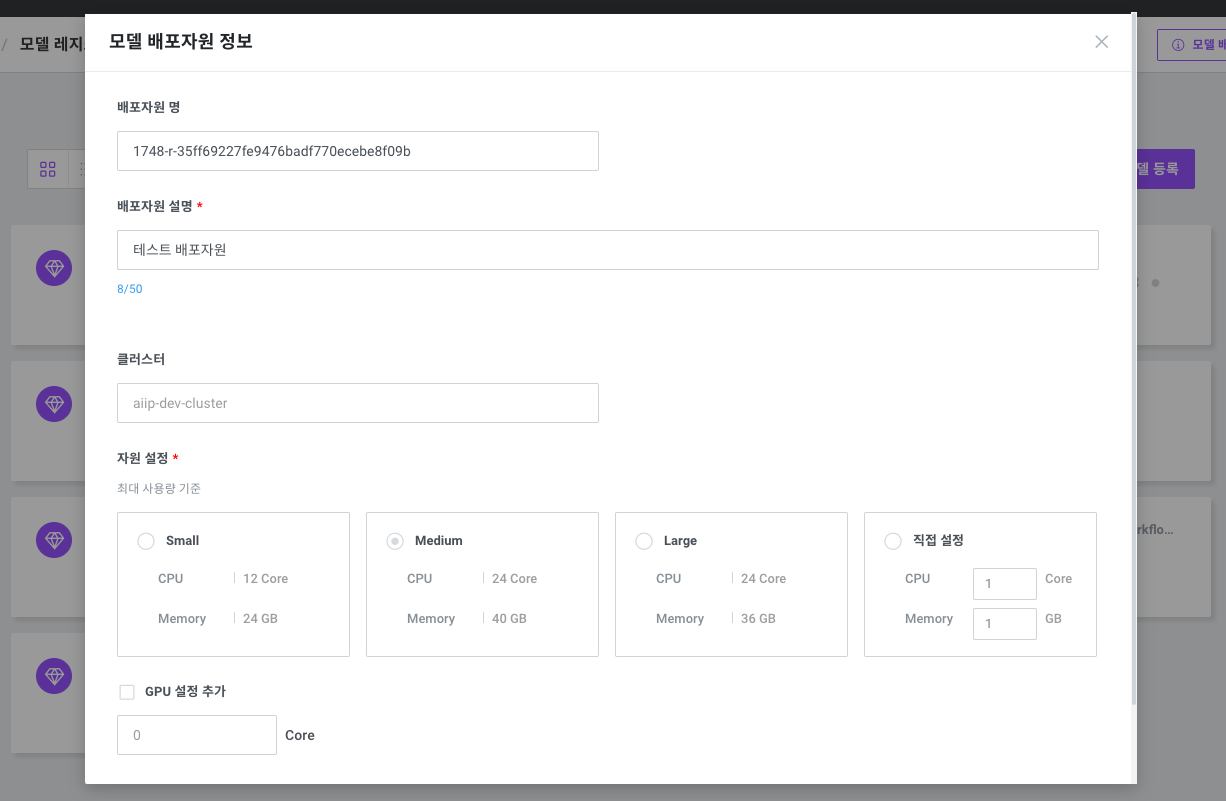 / 모델 레지
모델 배포자원 정보
모델 배
배포자원 명
1748-r-35ff69227fe9476badf770ecebe8f09b
델 등록
배포자원 설명 *
테스트 배포자원
8/50
클러스터
aiip-dev-cluster
자원 설정 *
최대 사용량 기준
rkflo...
Small
CPU 12 Core
Memory 24 GB
Medium
CPU 24 Core
Memory 40 GB
Large
CPU 24 Core
Memory 36 GB
직접 설정
CPU 1 Core
Memory 1 GB
GPU 설정 추가
0 Core